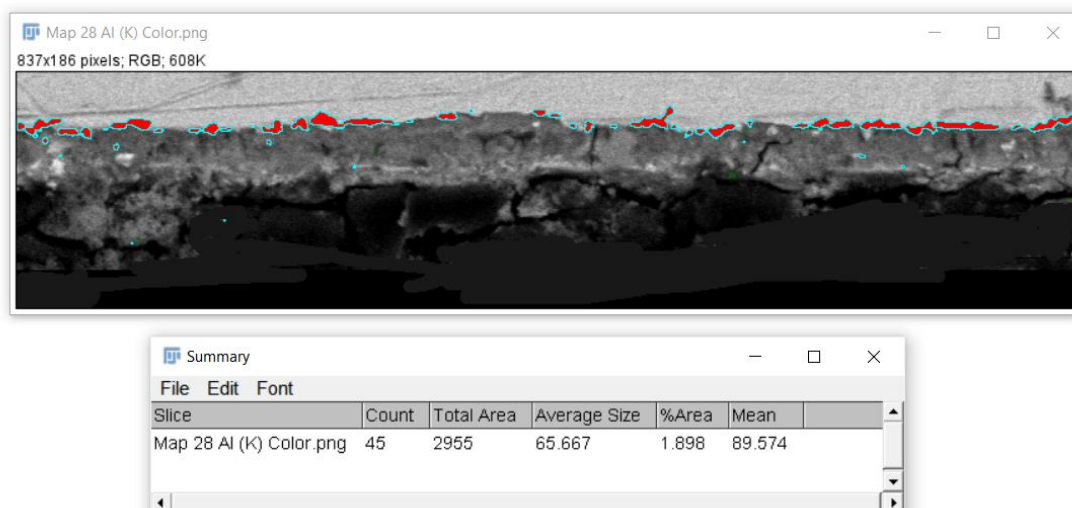 Map 28 Al (K) Color.png
837x186 pixels; RGB; 608K
Summary
File Edit Font
Slice Count Total Area Average Size %Area Mean
Map 28 Al (K) Color.png 45 2955 65.667 1.898 89.574